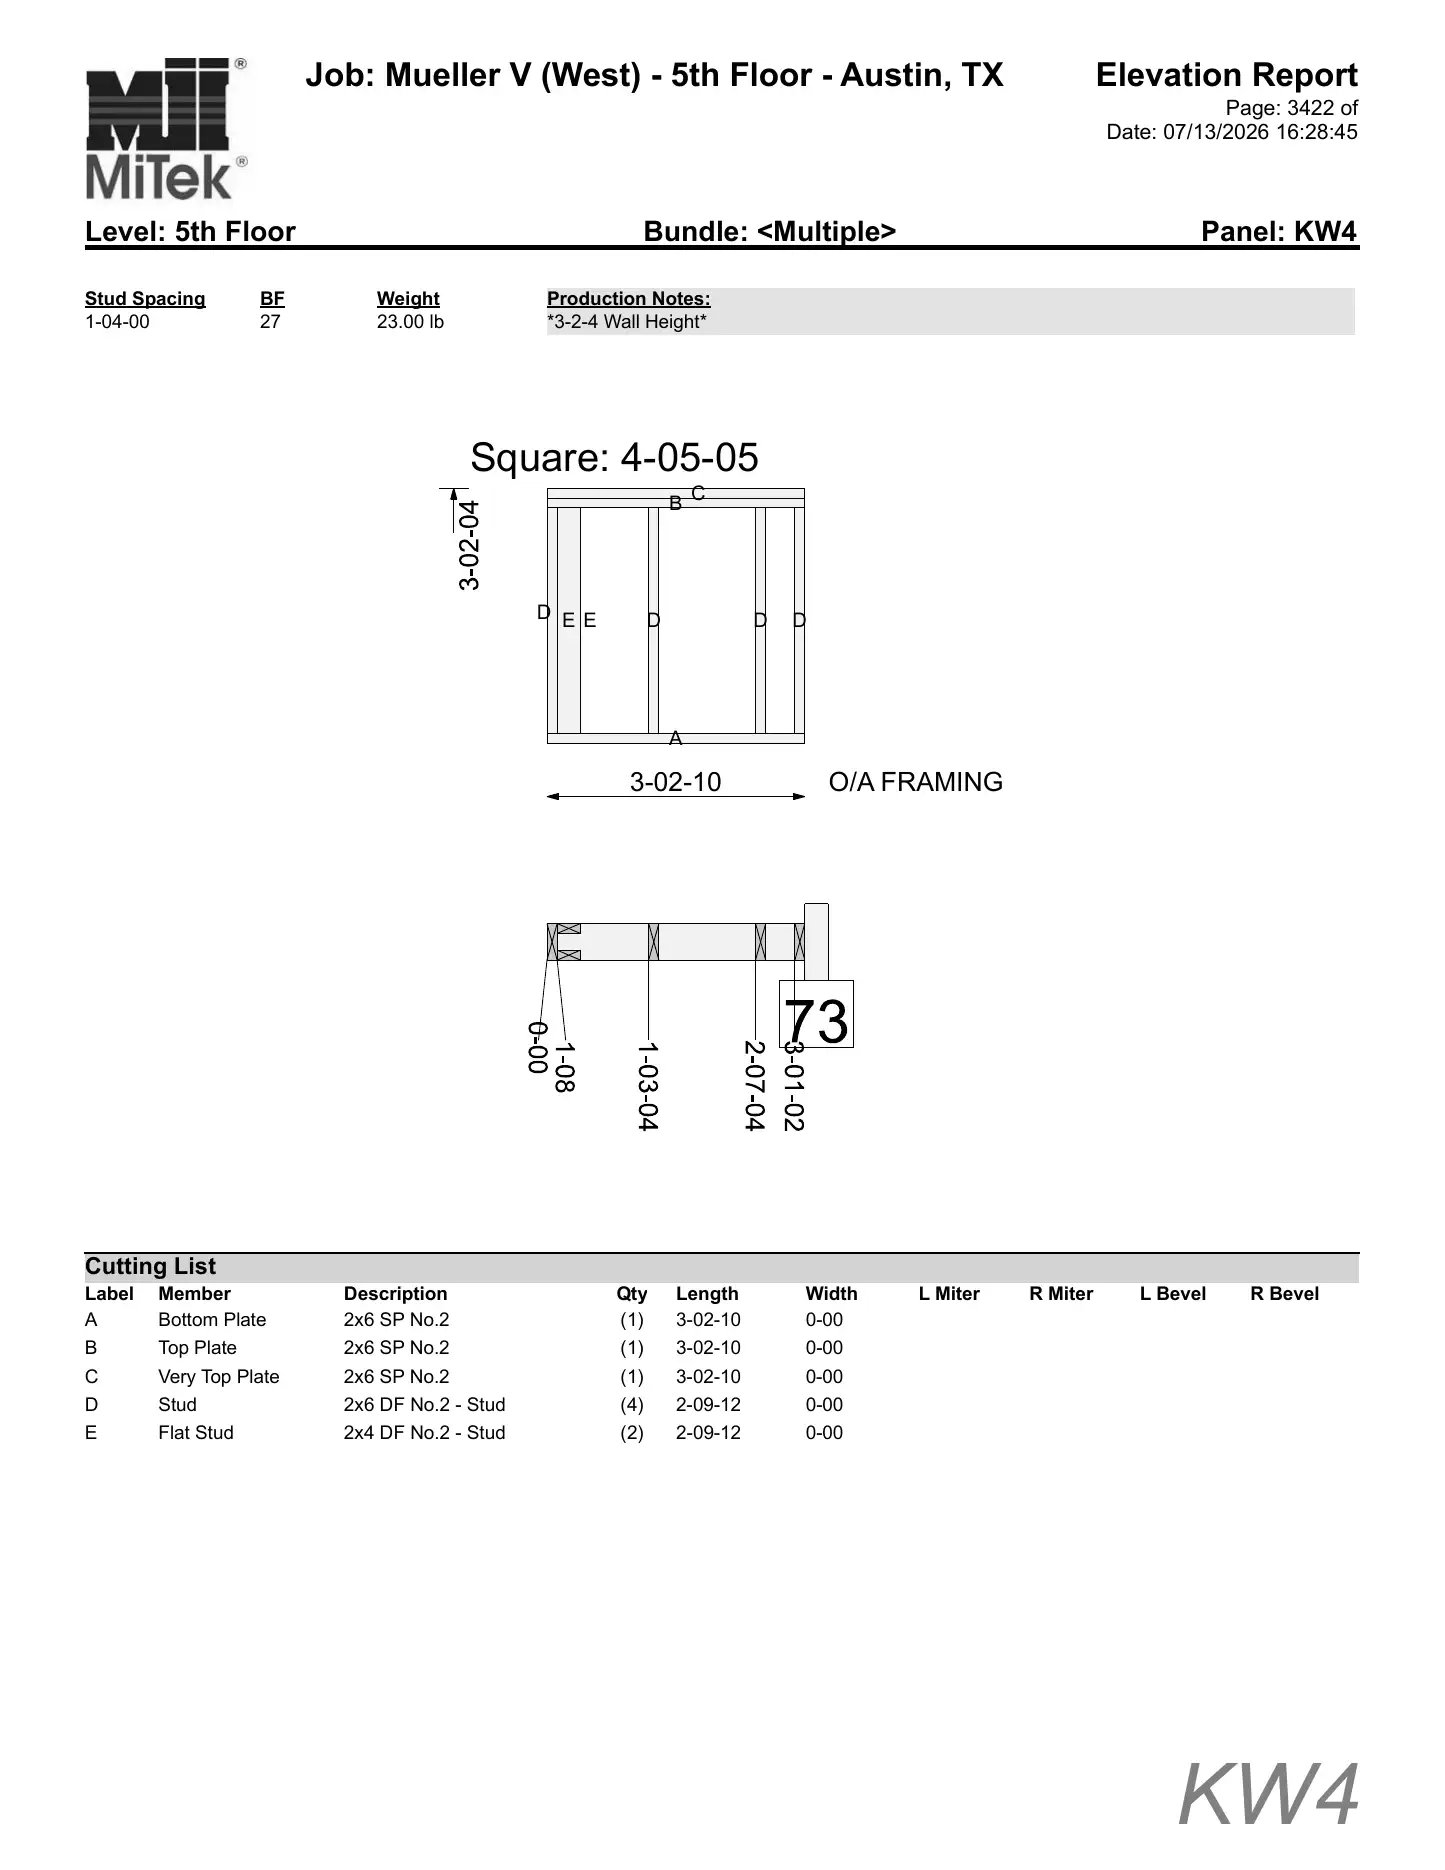 Job: Mueller V (West) - 5th Floor - Austin, TX
Elevation Report
Page: 3422 of
Date: 07/13/2026 16:28:45
MiTek®
Level: 5th Floor Bundle: <Multiple> Panel: KW4
Stud Spacing BF Weight Production Notes:
1-04-00 27 23.00 lb *3-2-4 Wall Height*
Square: 4-05-05
3-02-04
C
B
D E E D D D
A
3-02-10 O/A FRAMING
73
0-00 1-08 1-03-04 2-07-04 3-01-02
Cutting List
Label Member Description Qty Length Width L Miter R Miter L Bevel R Bevel
A Bottom Plate 2x6 SP No.2 (1) 3-02-10 0-00
B Top Plate 2x6 SP No.2 (1) 3-02-10 0-00
C Very Top Plate 2x6 SP No.2 (1) 3-02-10 0-00
D Stud 2x6 DF No.2 - Stud (4) 2-09-12 0-00
E Flat Stud 2x4 DF No.2 - Stud (2) 2-09-12 0-00
KW4